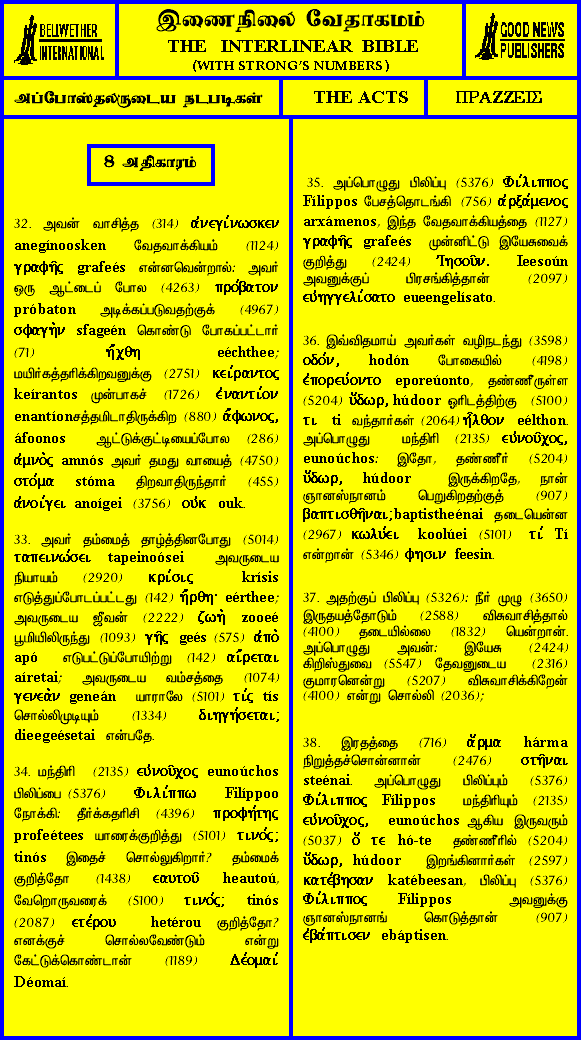 BELLWETHER
INTERNATIONAL
இணைநிலை வேதாகமம்
THE INTERLINEAR BIBLE
(WITH STRONG'S NUMBERS)
GOOD NEWS
PUBLISHERS
அப்போஸ்தலருடைய நடபடிகள்
THE ACTS
ΠΡΑΖΖΕΙΣ
8 அதிகாரம்
32. அவன் வாசித்த (314) ἀνεγίνωσκεν
anegínoosken வேதவாக்கியம் (1124)
γραφῆς grafeés என்னவென்றால்: அவர்
ஒரு ஆட்டைப் போல (4263) πρόβατον
próbaton அடிக்கப்படுவதற்குக் (4967)
σφαγὴν sfageén கொண்டு போகப்பட்டார்
(71) ἤχθη eéchthee;
மயிர்கத்தரிக்கிறவனுக்கு (2751) κείραντος
keírantos முன்பாகச் (1726) ἐναντίον
enantíonசத்தமிடாதிருக்கிற (880) ἄφωνος,
áfoonos ஆட்டுக்குட்டியைப்போல (286)
ἀμνὸς amnós அவர் தமது வாயைத் (4750)
στόμα stóma திறவாதிருந்தார் (455)
ἀνοίγει anoígei (3756) οὐκ ouk.
33. அவர் தம்மைத் தாழ்த்தினபோது (5014)
ταπεινώσει tapeinoósei அவருடைய
நியாயம் (2920) κρίσις krísis
எடுத்துப்போடப்பட்டது (142) ἤρθη· eérthee;
அவருடைய ஜீவன் (2222) ζωὴ zooeé
பூமியிலிருந்து (1093) γῆς geés (575) ἀπὸ
apó எடுபட்டுப்போயிற்று (142) αἴρεται
aíretai; அவருடைய வம்சத்தை (1074)
γενεὰν geneán யாராலே (5101) τίς tís
சொல்லிமுடியும் (1334) διηγήσεται;
dieegeésetai என்பதே.
34. மந்திரி (2135) εὐνοῦχος eunoúchos
பிலிப்பை (5376) Φιλίππω Filíppoo
நோக்கி: தீர்க்கதரிசி (4396) προφήτης
profeétees யாரைக்குறித்து (5101) τινός;
tinós இதைச் சொல்லுகிறார்? தம்மைக்
குறித்தோ (1438) εαυτοῦ heautoú,
வேறொருவரைக் (5100) τινός; tinós
(2087) ετέρου hetérou குறித்தோ?
எனக்குச் சொல்லவேண்டும் என்று
கேட்டுக்கொண்டான் (1189) Δέομαί
Déomaí.
35. அப்பொழுது பிலிப்பு (5376) Φίλιππος
Fílippos பேசத்தொடங்கி (756) ἀρξάμενος
arxámenos, இந்த வேதவாக்கியத்தை (1127)
γραφῆς grafeés முன்னிட்டு இயேசுவைக்
குறித்து (2424) Ἰησοῦν. Ieesoún
அவனுக்குப் பிரசங்கித்தான் (2097)
εὐηγγελίσατο eueengelísato.
36. இவ்விதமாய் அவர்கள் வழிநடந்து (3598)
οδόν, hodón போகையில் (4198)
ἐπορεύοντο eporeúonto, தண்ணீருள்ள
(5204) ὕδωρ, húdoor ஓரிடத்திற்கு (5100)
τι ti வந்தார்கள் (2064) ἦλθον eélthon.
அப்பொழுது மந்திரி (2135) εὐνοῦχος,
eunoúchos: இதோ, தண்ணீர் (5204)
ὕδωρ, húdoor இருக்கிறதே, நான்
ஞானஸ்நானம் பெறுகிறதற்குத் (907)
βαπτισθῆναι;baptistheénai தடையென்ன
(2967) κωλύει koolúei (5101) τί Tí
என்றான் (5346) φησιν feesin.
37. அதற்குப் பிலிப்பு (5326): நீர் முழு (3650)
இருதயத்தோடும் (2588) விசுவாசித்தால்
(4100) தடையில்லை (1832) யென்றான்.
அப்பொழுது அவன்: இயேசு (2424)
கிறிஸ்துவை (5547) தேவனுடைய (2316)
குமாரனென்று (5207) விசுவாசிக்கிறேன்
(4100) என்று சொல்லி (2036);
38. இரதத்தை (716) ἅρμα hárma
நிறுத்தச்சொன்னான் (2476) στῆναι
steénai. அப்பொழுது பிலிப்பும் (5376)
Φίλιππος Fílippos மந்திரியும் (2135)
εὐνοῦχος, eunoúchos ஆகிய இருவரும்
(5037) ὅ τε hó-te தண்ணீரில் (5204)
ὕδωρ, húdoor இறங்கினார்கள் (2597)
κατέβησαν katébeesan, பிலிப்பு (5376)
Φίλιππος Fílippos அவனுக்கு
ஞானஸ்நானங் கொடுத்தான் (907)
ἐβάπτισεν ebáptisen.